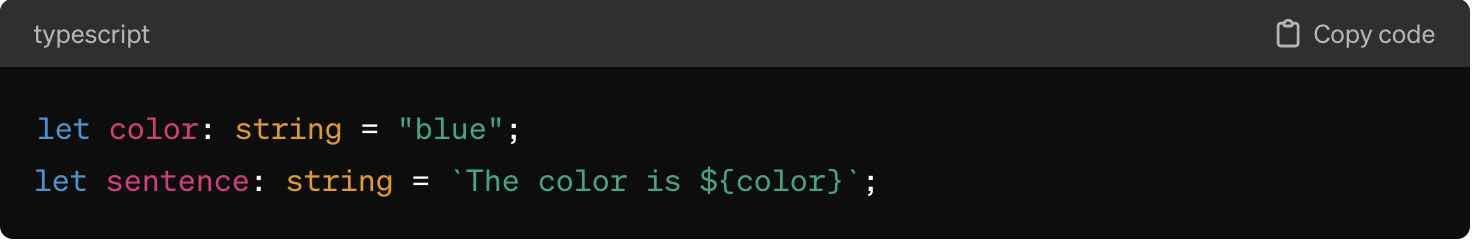 typescript Copy code
let color: string = "blue";
let sentence: string = `The color is ${color}`;